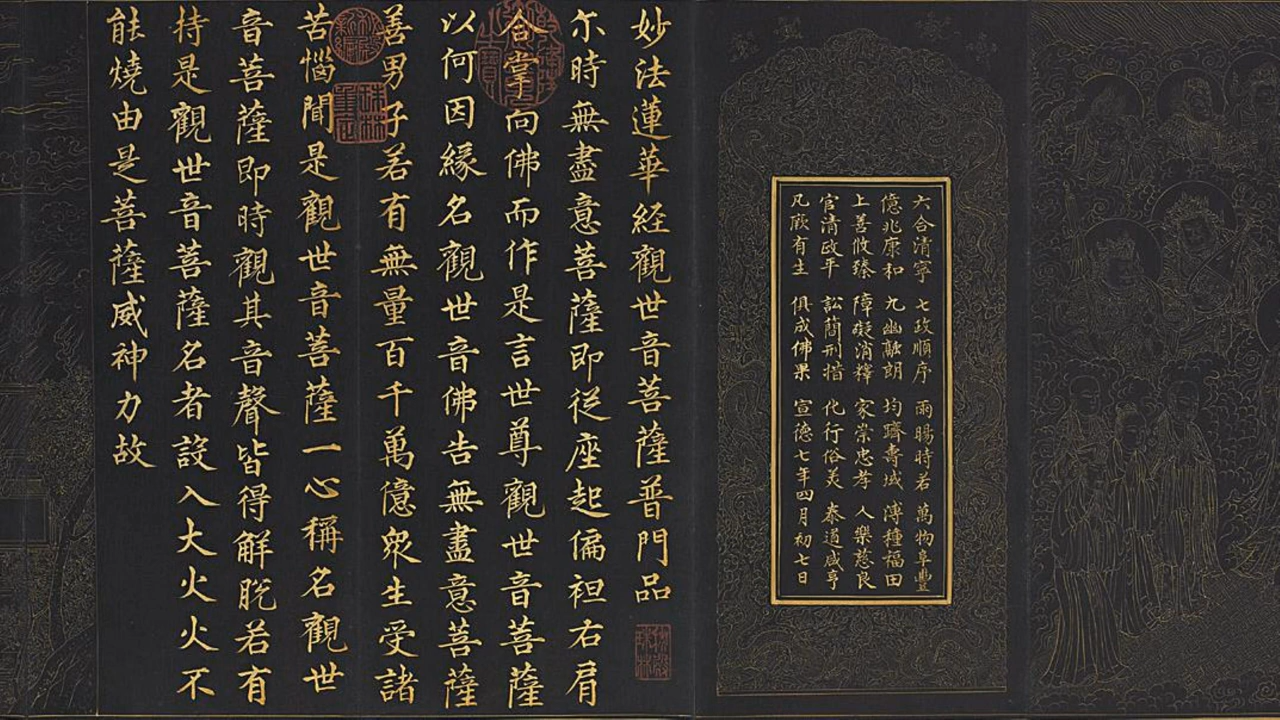 六合清寧 七政順序 雨暘時若 萬物阜豐
億兆康和 九幽融朗 均躋壽域 溥種福田
上善攸臻 障礙消釋 家崇忠孝 人樂慈良
官清政平 訟簡刑措 化行俗美 泰道咸亨
凡厥有生 俱成佛果 宣德七年四月初七日
妙法蓮華経觀世音菩薩普門品
秘殿珠林
尒時無盡意菩薩即從座起偏袒右肩
合掌向佛而作是言世尊觀世音菩薩
以何因緣名觀世音佛告無盡意菩薩
善男子若有無量百千萬億衆生受諸
苦惱聞是觀世音菩薩一心稱名觀世
音菩薩即時觀其音聲皆得解脫若有
持是觀世音菩薩名者設入大火火不
能燒由是菩薩威神力故
珠林重定